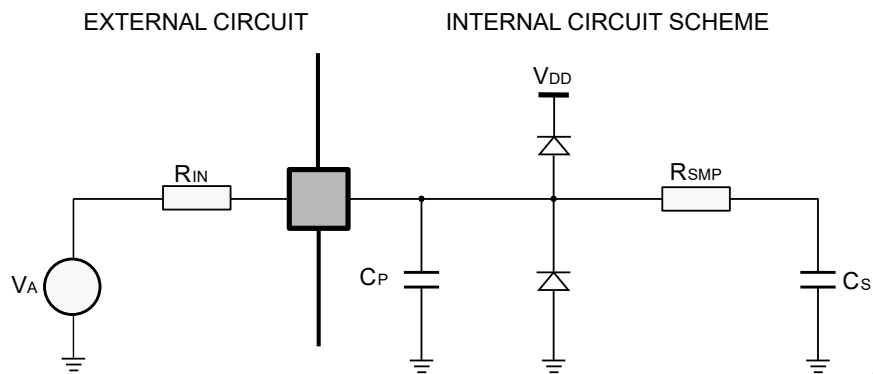 EXTERNAL CIRCUIT
INTERNAL CIRCUIT SCHEME
VDD
RIN
RSMP
VA
CP
CS